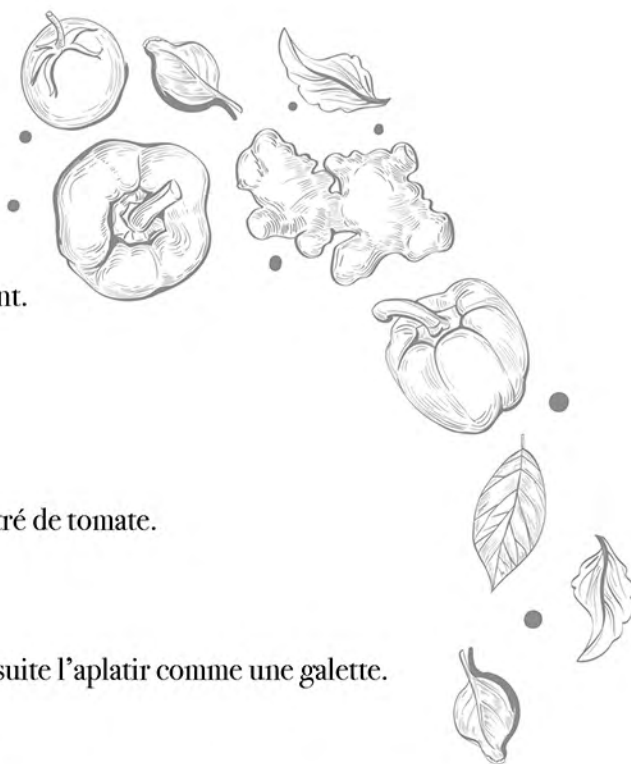 nt.
tré de tomate.
suite l’aplatir comme une galette.